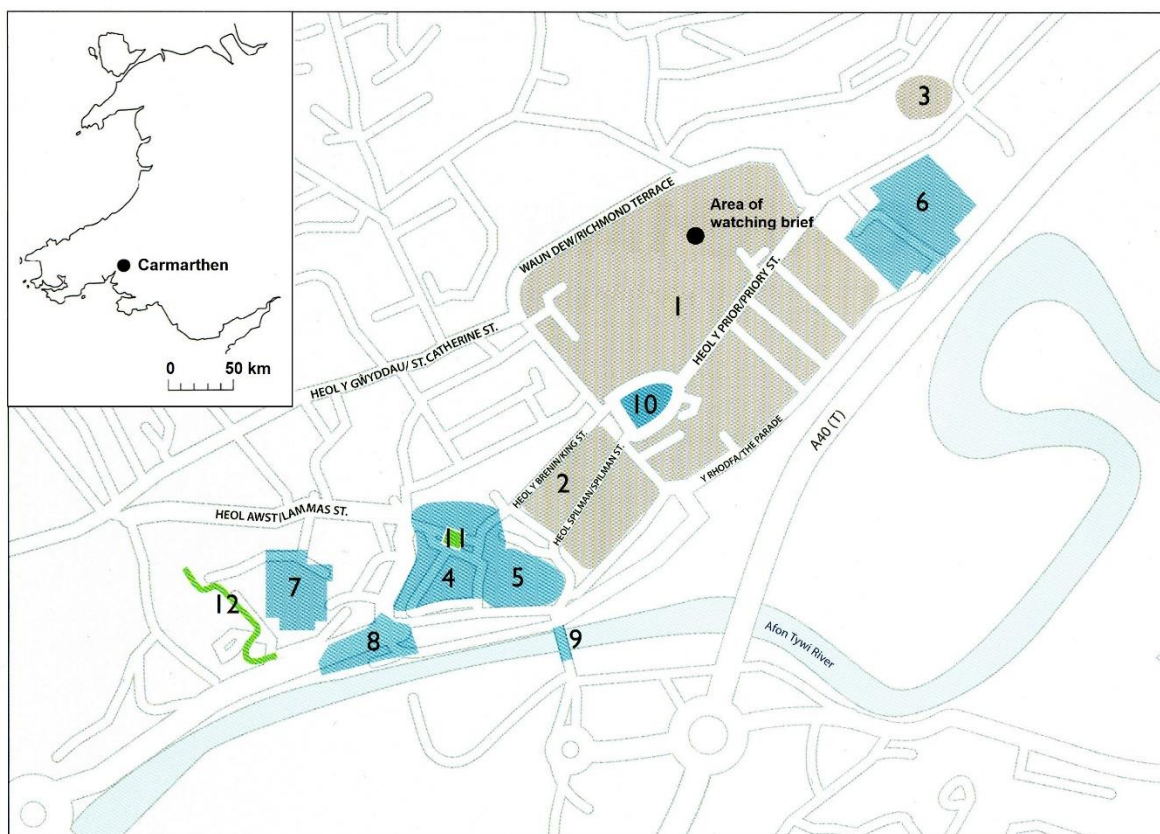 Carmarthen
0 50 km
3
WAUN DEW/RICHMOND TERRACE
Area of
watching brief
6
1
HEOL Y PRIOR/PRIORY ST.
HEOL Y GWYDDAU/ ST. CATHERINE ST.
10
A40 (T)
Y RHODFA/THE PARADE
HEOL Y BRENIN/KING ST.
2
HEOL SPILMAN/SPILMAN ST.
HEOL AWST/LAMMAS ST.
11
4
5
7
12
8
9
Afon Tywi River